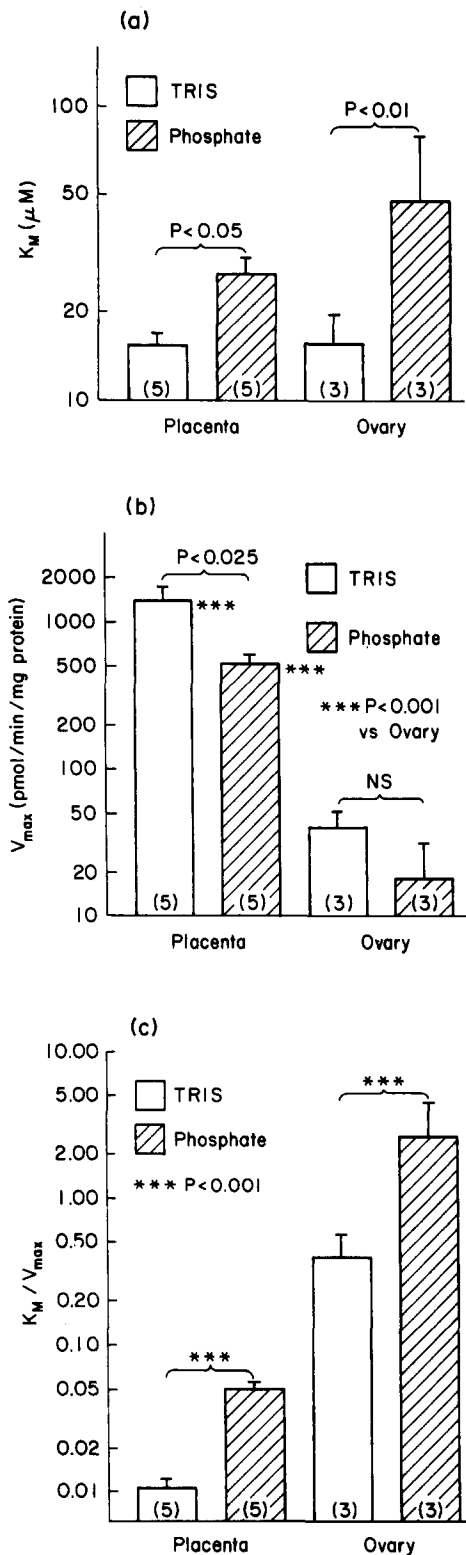 (a)
TRIS
Phosphate
K_M (μM)
100
50
20
10
P<0.05
P<0.01
(5)
(5)
(3)
(3)
Placenta
Ovary
(b)
V_max (pmol/min/mg protein)
2000
1000
500
200
100
50
20
10
P<0.025
TRIS
Phosphate
***
***
***P<0.001
vs Ovary
NS
(5)
(5)
(3)
(3)
Placenta
Ovary
(c)
K_M/V_max
10.00
5.00
2.00
1.00
0.50
0.20
0.10
0.05
0.02
0.01
TRIS
Phosphate
*** P<0.001
***
***
(5)
(5)
(3)
(3)
Placenta
Ovary